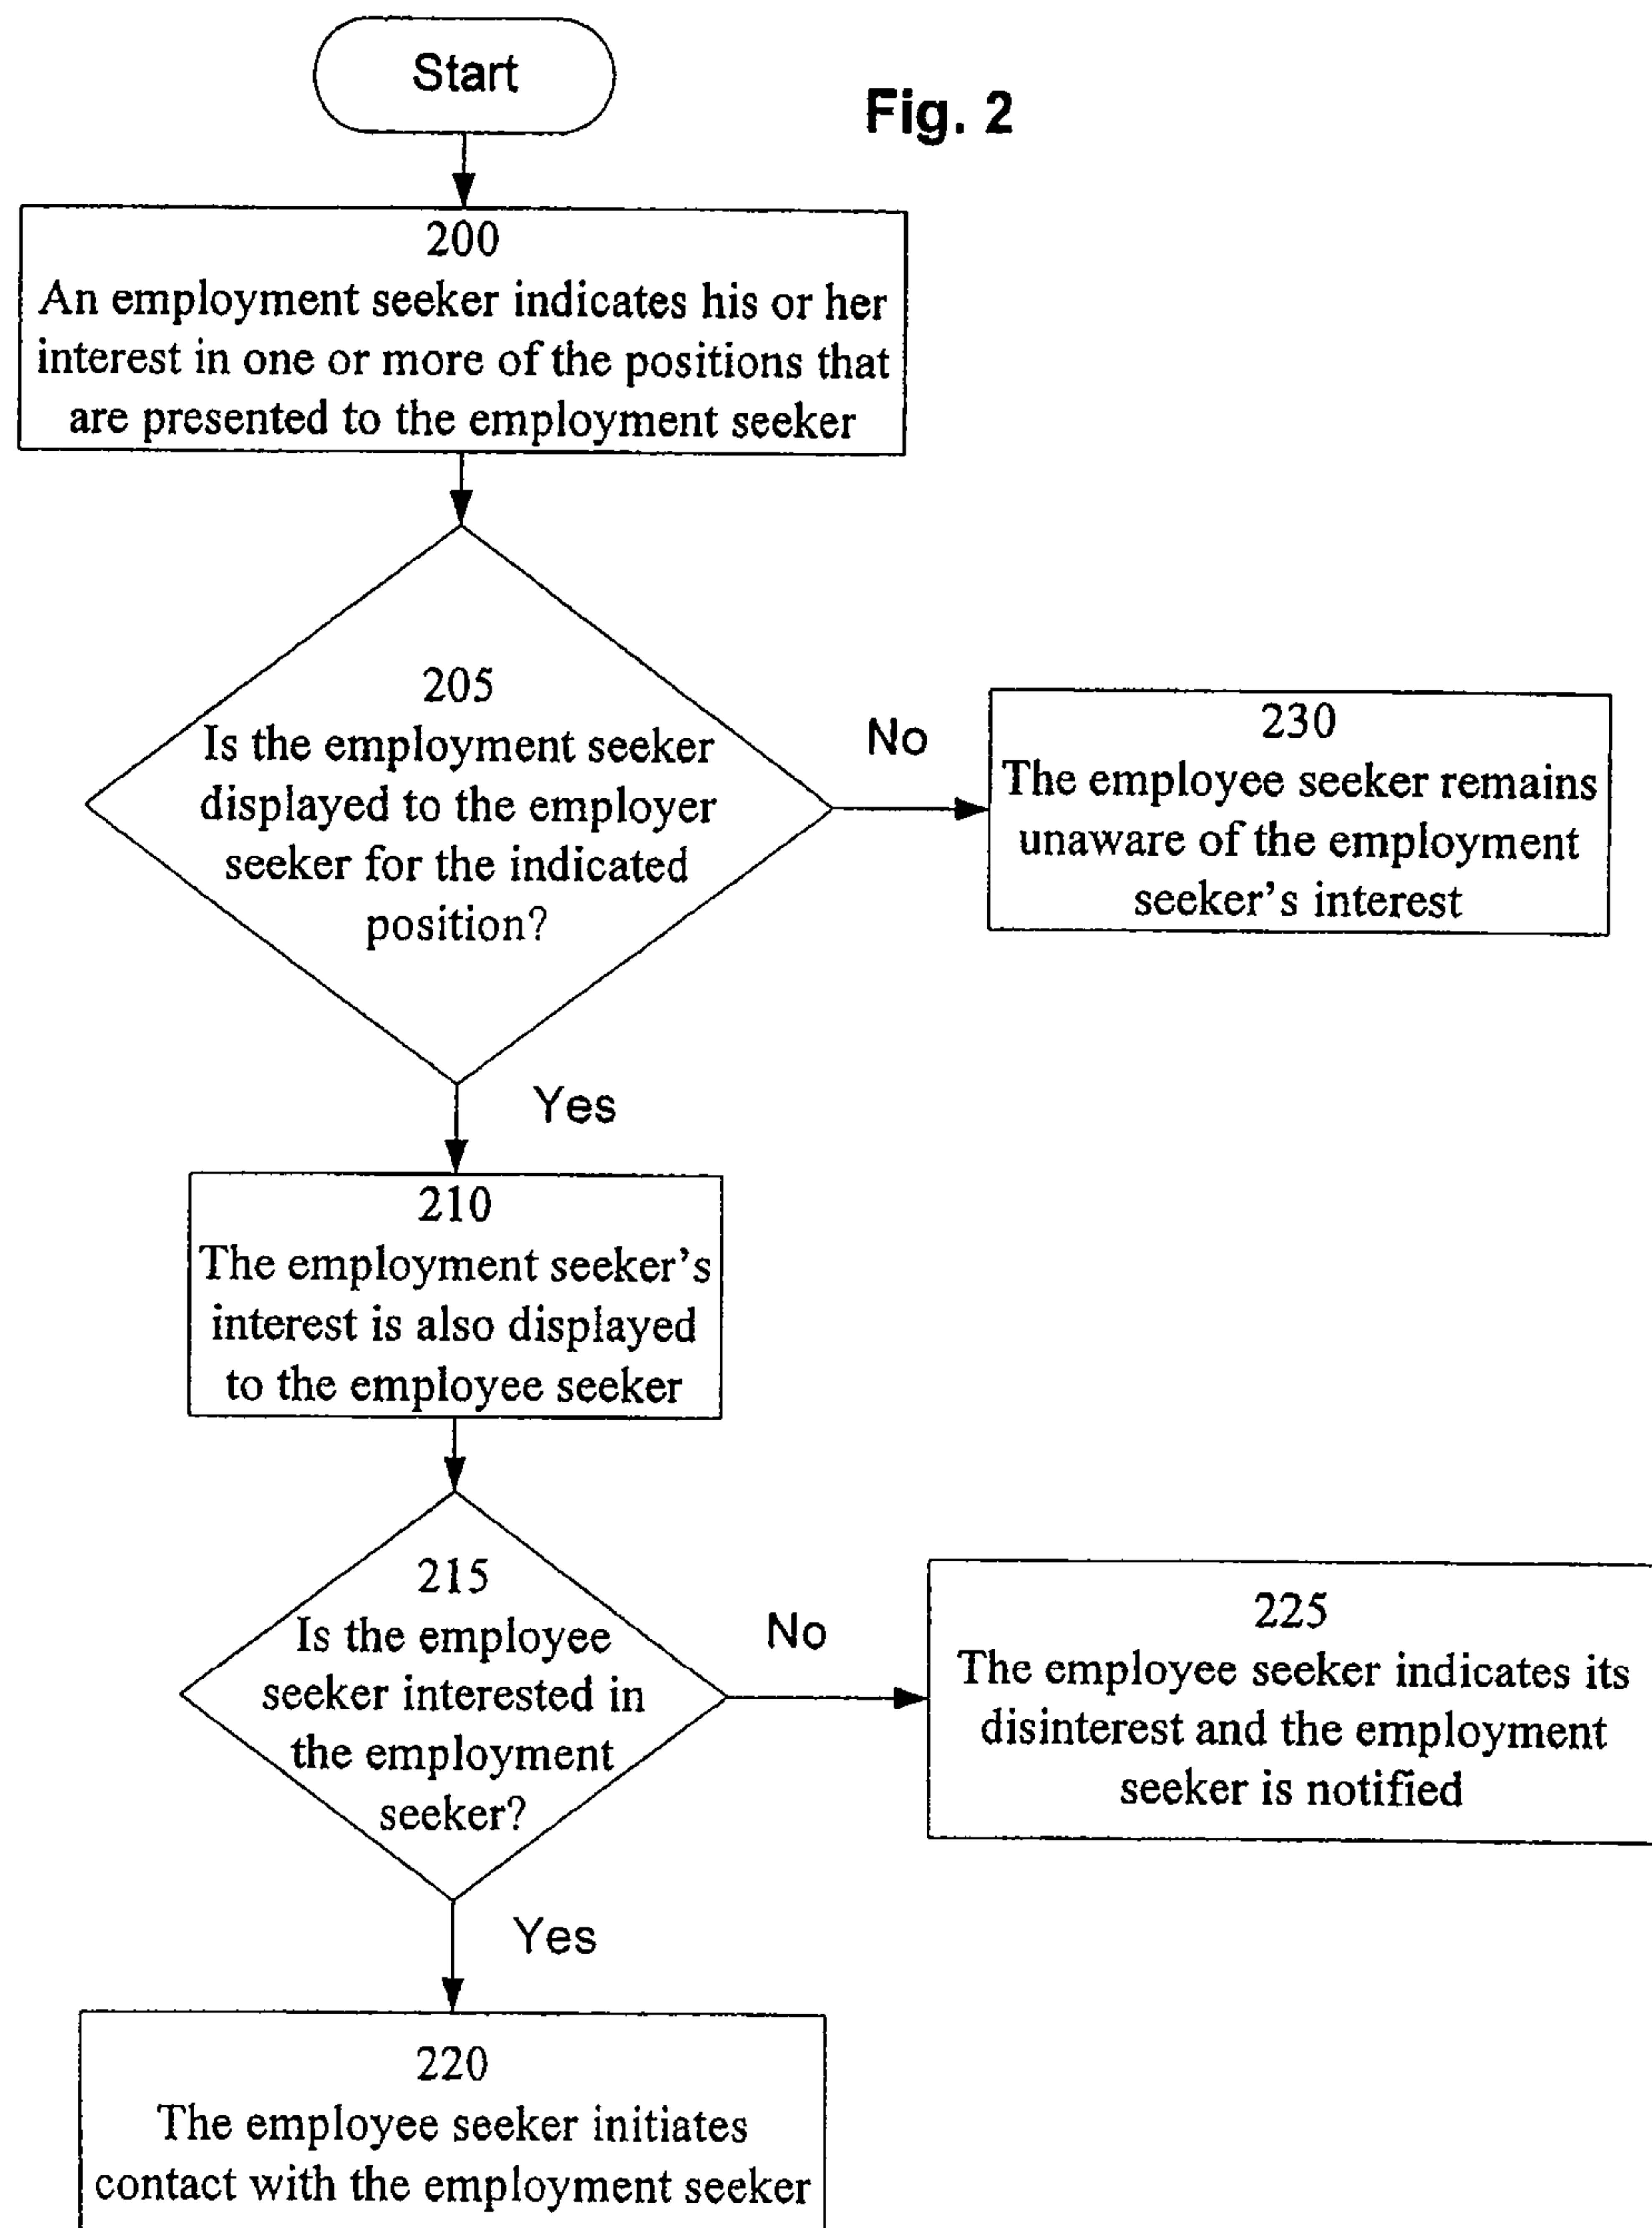 Start
Fig. 2
200
An employment seeker indicates his or her
interest in one or more of the positions that
are presented to the employment seeker
205
Is the employment seeker
displayed to the employer
seeker for the indicated
position?
No
230
The employee seeker remains
unaware of the employment
seeker’s interest
Yes
210
The employment seeker’s
interest is also displayed
to the employee seeker
215
Is the employee
seeker interested in
the employment
seeker?
No
225
The employee seeker indicates its
disinterest and the employment
seeker is notified
Yes
220
The employee seeker initiates
contact with the employment seeker